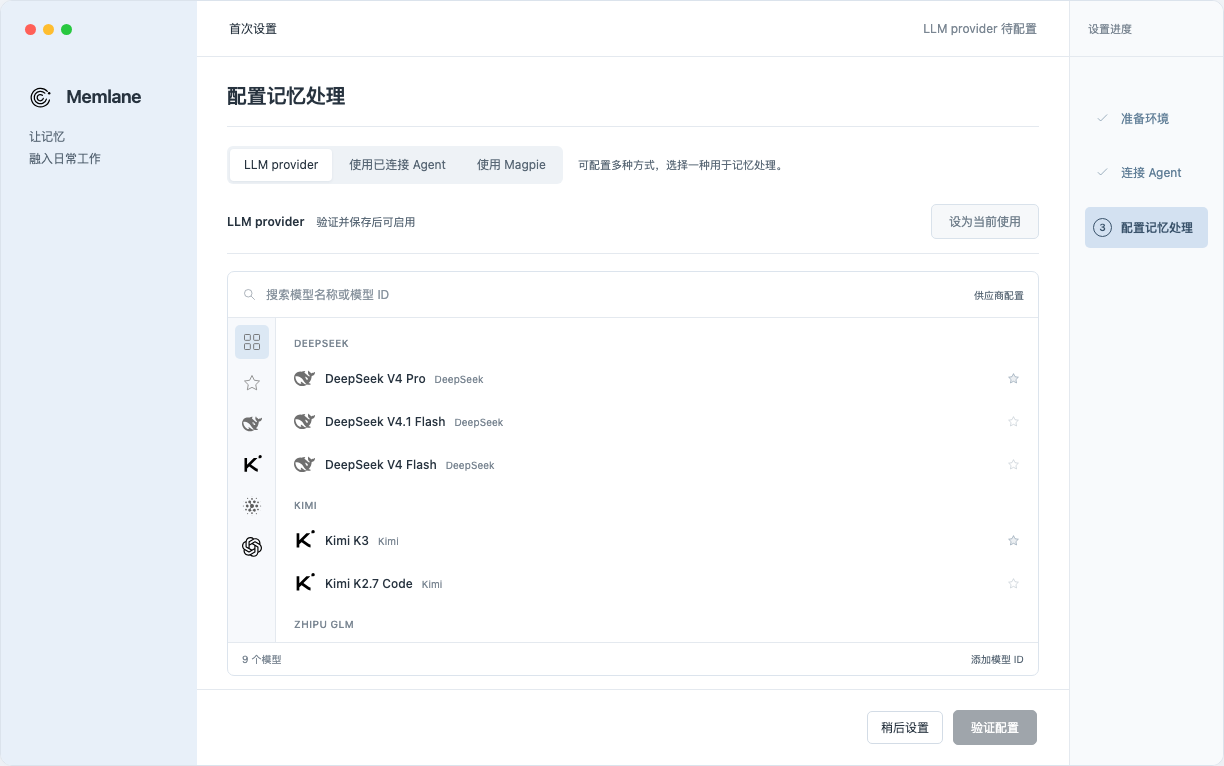 首次设置
LLM provider 待配置
设置进度
Memlane
让记忆
融入日常工作
配置记忆处理
LLM provider
使用已连接 Agent
使用 Magpie
可配置多种方式，选择一种用于记忆处理。
LLM provider 验证并保存后可启用
设为当前使用
搜索模型名称或模型 ID
供应商配置
DEEPSEEK
DeepSeek V4 Pro DeepSeek
DeepSeek V4.1 Flash DeepSeek
DeepSeek V4 Flash DeepSeek
KIMI
Kimi K3 Kimi
Kimi K2.7 Code Kimi
ZHIPU GLM
9 个模型
添加模型 ID
稍后设置
验证配置
准备环境
连接 Agent
3 配置记忆处理